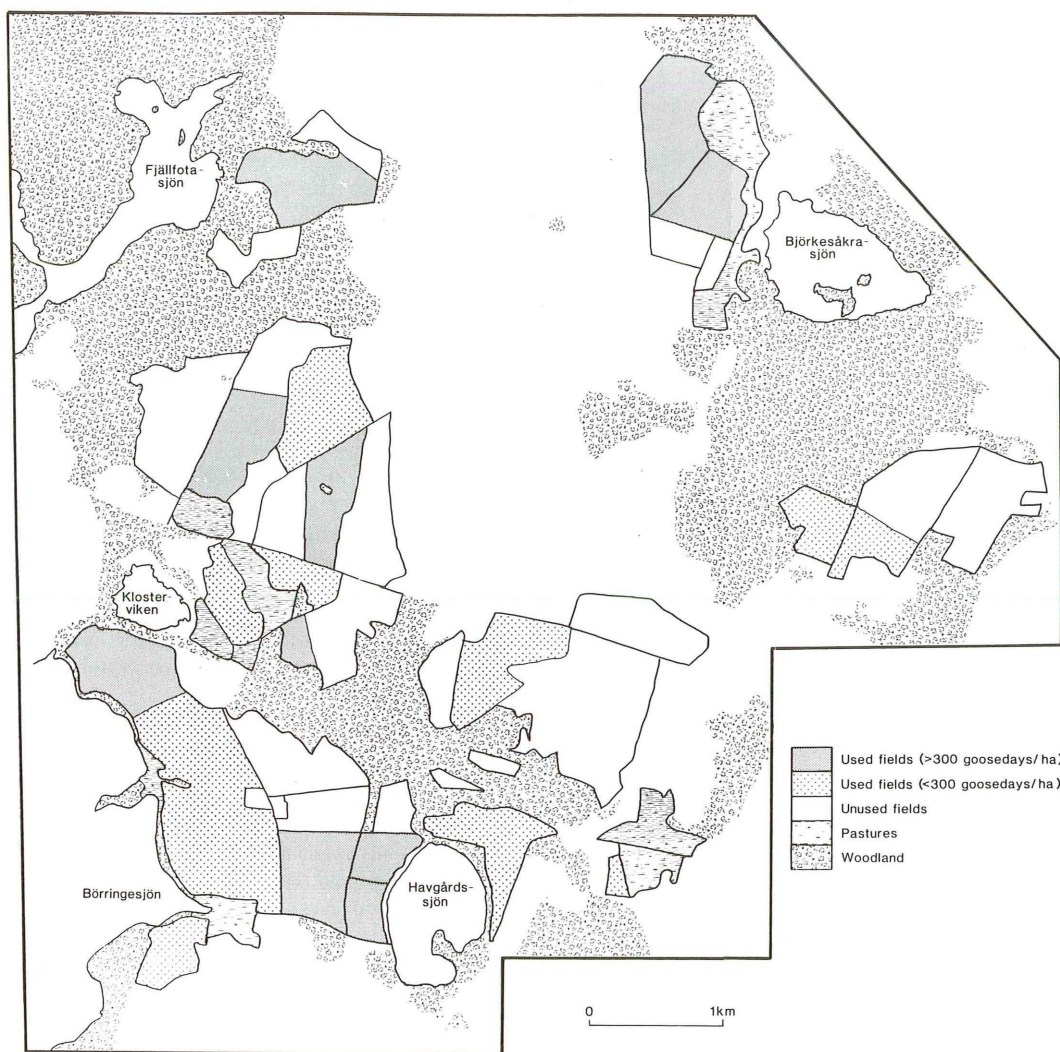 Fjällfota-
sjön
Björkesåkra-
sjön
Kloster-
viken
Used fields (>300 goosedays/ha)
Used fields (<300 goosedays/ha)
Unused fields
Pastures
Woodland
Börringesjön
Havgårds-
sjön
0 1km